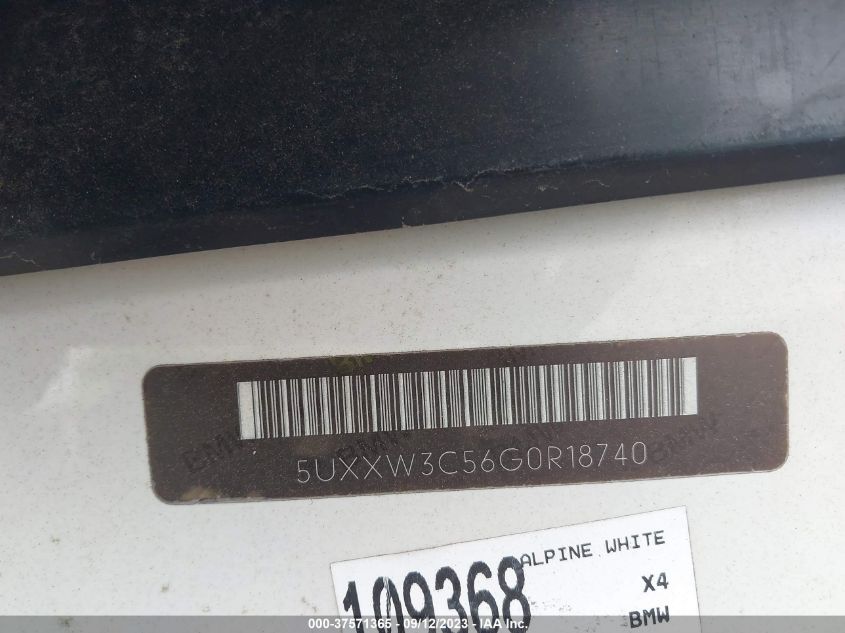 5UXXW3C56G0R18740
ALPINE WHITE
109368
X4
BMW
000-37571365 - 09/12/2023 - IAA Inc.